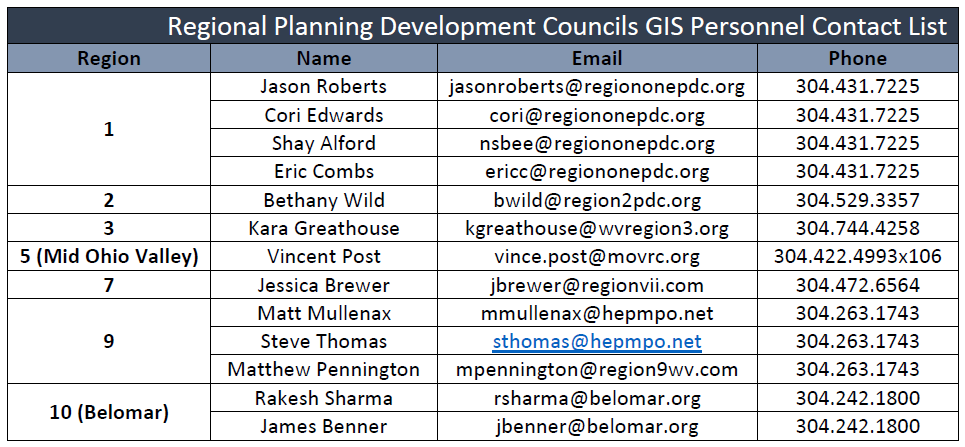 Regional Planning Development Councils GIS Personnel Contact List
Region Name Email Phone
1 Jason Roberts jasonroberts@regiononepdc.org 304.431.7225
Cori Edwards cori@regiononepdc.org 304.431.7225
Shay Alford nsbee@regiononepdc.org 304.431.7225
Eric Combs ericc@regiononepdc.org 304.431.7225
2 Bethany Wild bwild@region2pdc.org 304.529.3357
3 Kara Greathouse kgreathouse@wvregion3.org 304.744.4258
5 (Mid Ohio Valley) Vincent Post vince.post@movrc.org 304.422.4993x106
7 Jessica Brewer jbrewer@regionvii.com 304.472.6564
9 Matt Mullenax mmullenax@hepmpo.net 304.263.1743
Steve Thomas sthomas@hepmpo.net 304.263.1743
Matthew Pennington mpennington@region9wv.com 304.263.1743
10 (Belomar) Rakesh Sharma rsharma@belomar.org 304.242.1800
James Benner jbenner@belomar.org 304.242.1800